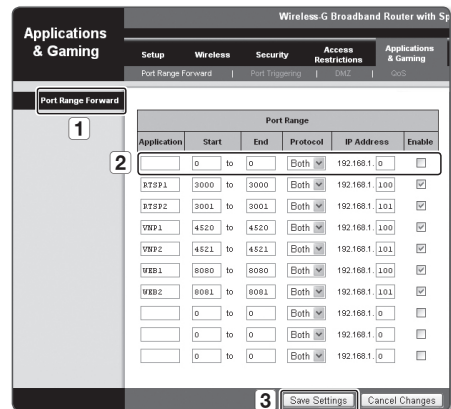 Wireless-G Broadband Router with Sp
Applications
& Gaming
Setup Wireless Security Access Restrictions Applications & Gaming
Port Range Forward | Port Triggering | DMZ | QoS
Port Range Forward
1
Port Range
Application Start End Protocol IP Address Enable
2
0 to 0 Both 192.168.1. 0
RTSP1 3000 to 3000 Both 192.168.1. 100
RTSP2 3001 to 3001 Both 192.168.1. 101
VNP1 4520 to 4520 Both 192.168.1. 100
VNP2 4521 to 4521 Both 192.168.1. 101
WEB1 8080 to 8080 Both 192.168.1. 100
WEB2 8081 to 8081 Both 192.168.1. 101
0 to 0 Both 192.168.1. 0
0 to 0 Both 192.168.1. 0
0 to 0 Both 192.168.1. 0
3 Save Settings Cancel Changes